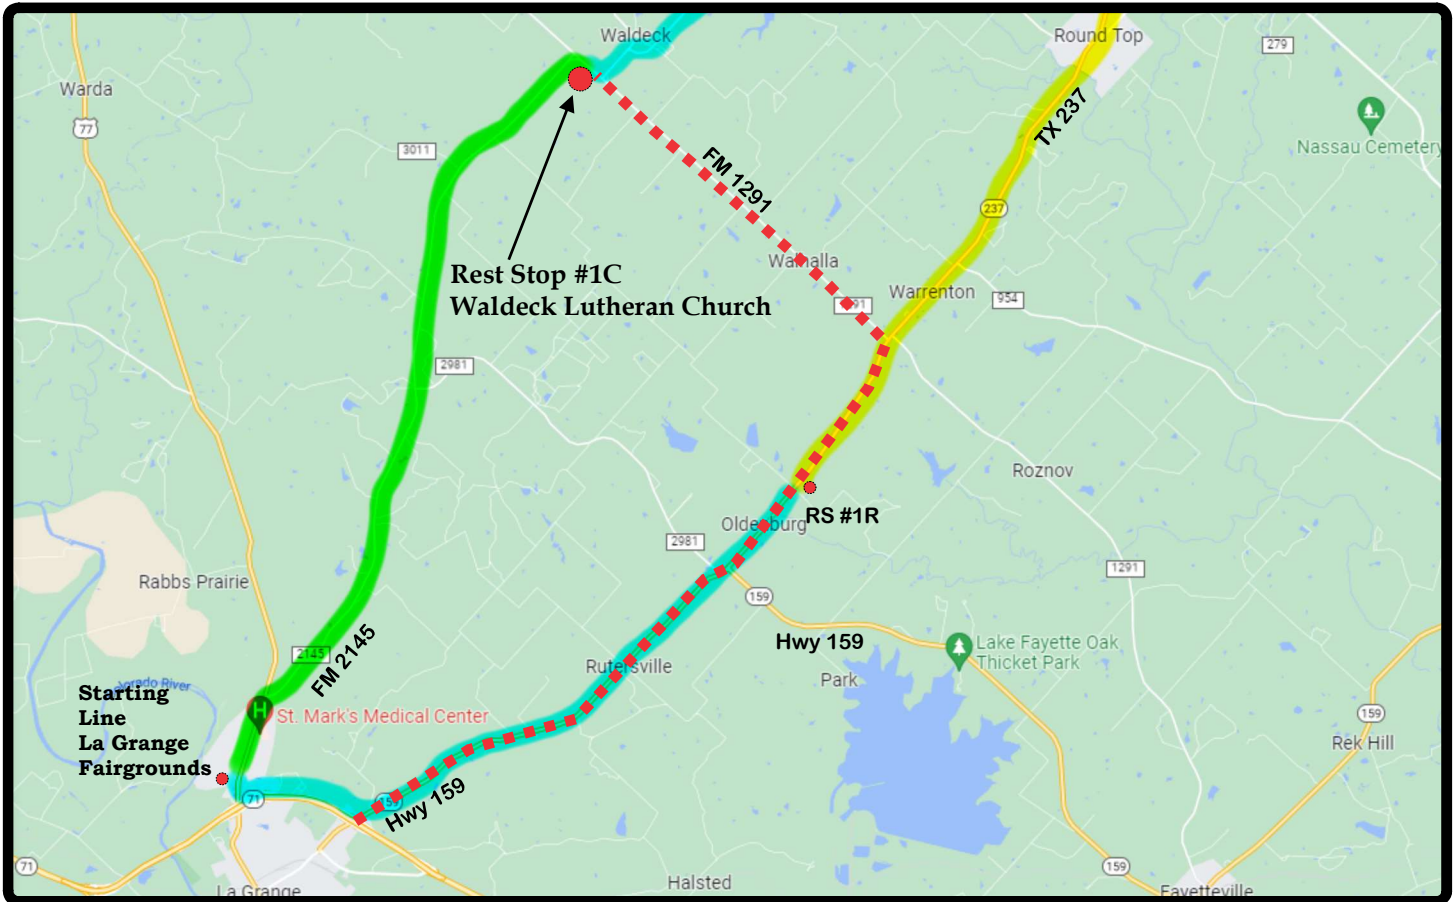 Waldeck
Round Top
279
Warda
77
TX 237
3011
Nassau Cemetery
FM 1291
237
Rest Stop #1C
Waldeck Lutheran Church
Warrenton
954
2981
Roznov
RS #1R
2981
1291
Rabbs Prairie
159
Hwy 159
Lake Fayette Oak
Thicket Park
Park
2145
FM 2145
Rutersville
Starting
Line
La Grange
Fairgrounds
H
St. Mark's Medical Center
159
Rek Hill
71
159
Hwy 159
71
159
Halsted
La Grange
Fayetteville